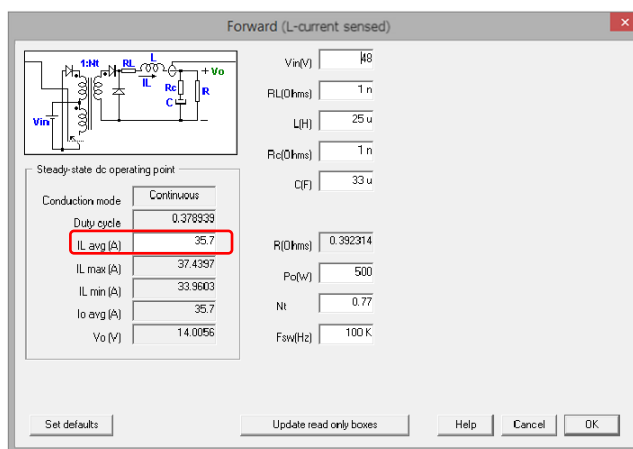 Forward (L-current sensed)
1:Nt RL L
+ Vo
IL
Rc R
C
Vin
Steady-state dc operating point
Conduction mode Continuous
Duty cycle 0.378939
IL avg (A) 35.7
IL max (A) 37.4397
IL min (A) 33.9603
Io avg (A) 35.7
Vo (V) 14.0056
Vin(V) 48
RL(Ohms) 1 n
L(H) 25 u
Rc(Ohms) 1 n
C(F) 33 u
R(Ohms) 0.392314
Po(W) 500
Nt 0.77
Fsw(Hz) 100 K
Set defaults Update read only boxes Help Cancel OK